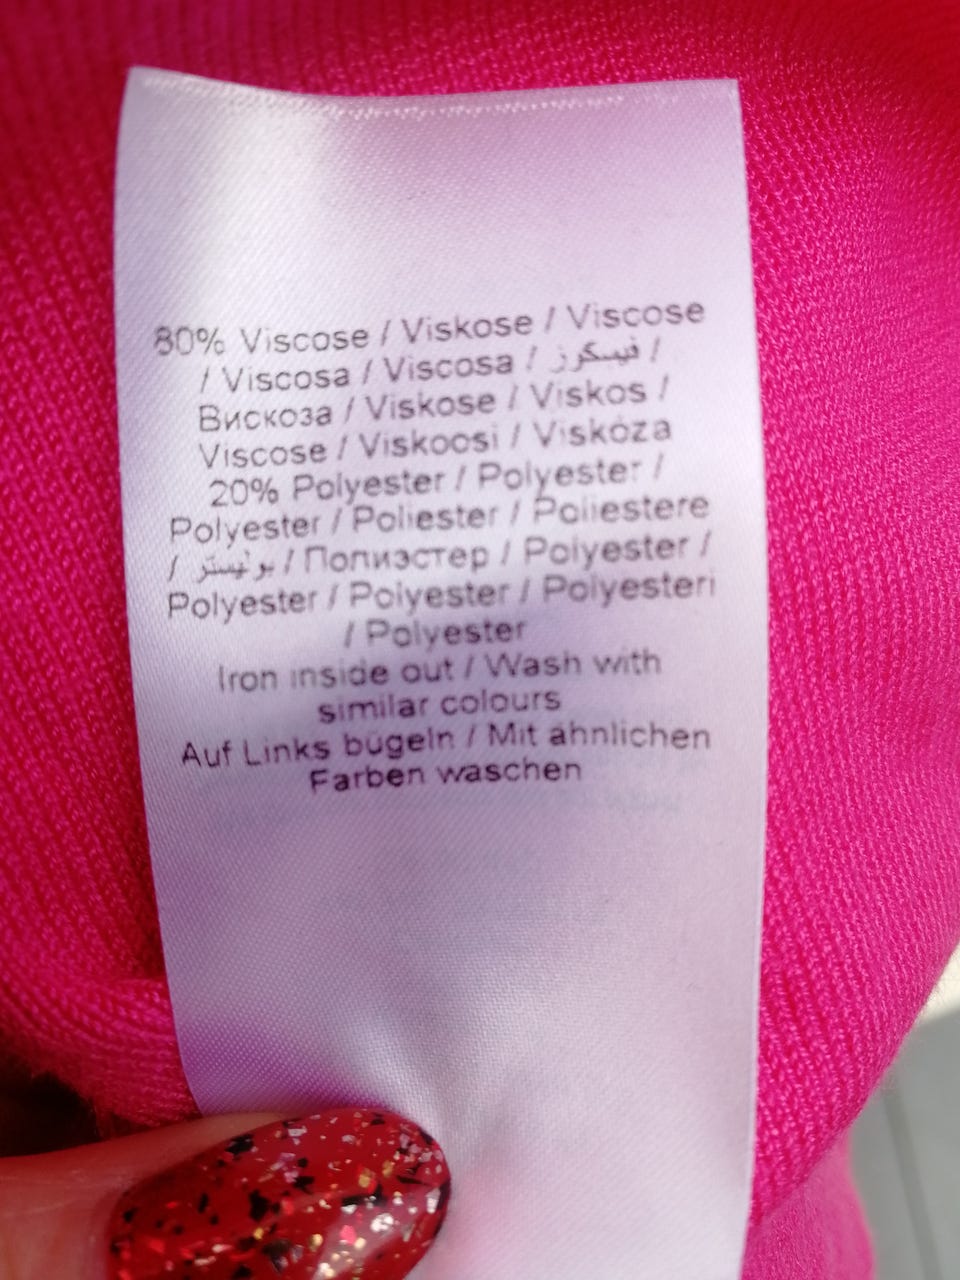 80% Viscose / Viskose / Viscose
/ Viscosa / Viscosa / فيسكوز /
Вискоза / Viskose / Viskos /
Viscose / Viskoosi / Viskóza
20% Polyester / Polyester /
Polyester / Poliester / Poliestere
/ بوليستر / Полиэстер / Polyester /
Polyester / Polyester / Polyesteri
/ Polyester
Iron inside out / Wash with
similar colours
Auf Links bügeln / Mit ähnlichen
Farben waschen